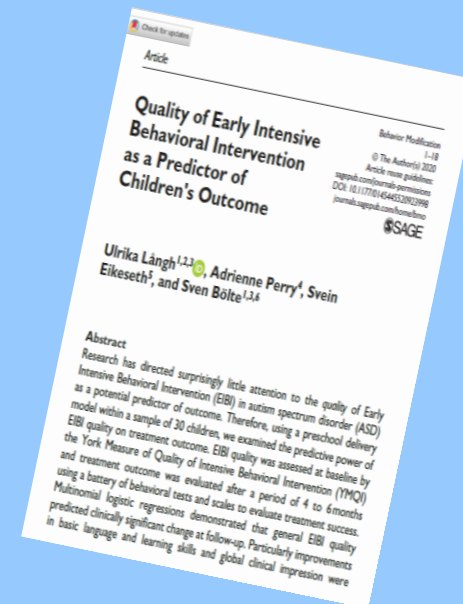 Check for updates
Article
Quality of Early Intensive
Behavioral Intervention
as a Predictor of
Children's Outcome
Behavior Modification
1–18
© The Author(s) 2020
Article reuse guidelines:
sagepub.com/journals-permissions
DOI: 10.1177/0145445520923998
journals.sagepub.com/home/bmo
SAGE
Ulrika Långh1,2,3, Adrienne Perry4, Svein
Eikeseth5, and Sven Bölte1,3,6
Abstract
Research has directed surprisingly little attention to the quality of Early
Intensive Behavioral Intervention (EIBI) in autism spectrum disorder (ASD)
as a potential predictor of outcome. Therefore, using a preschool delivery
model within a sample of 30 children, we examined the predictive power of
EIBI quality on treatment outcome. EIBI quality was assessed at baseline by
the York Measure of Quality of Intensive Behavioral Intervention (YMQI)
and treatment outcome was evaluated after a period of 4 to 6 months
using a battery of behavioral tests and scales to evaluate treatment success.
Multinomial logistic regressions demonstrated that general EIBI quality
predicted clinically significant change at follow-up. Particularly improvements
in basic language and learning skills and global clinical impression were